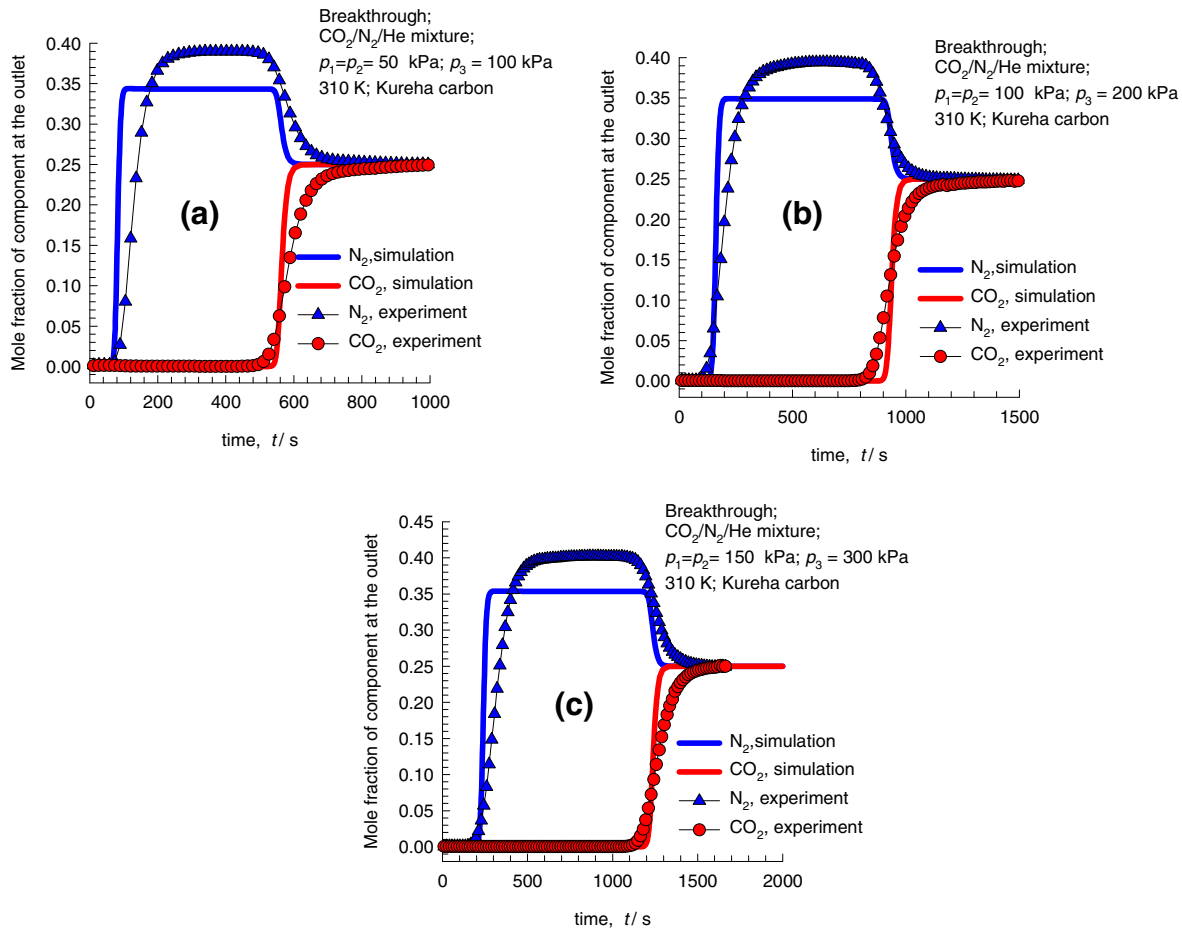 Breakthrough;
CO2/N2/He mixture;
p1=p2= 50 kPa; p3 = 100 kPa
310 K; Kureha carbon
Mole fraction of component at the outlet
0.40
0.35
0.30
0.25
0.20
0.15
0.10
0.05
0.00
(a)
N2,simulation
CO2, simulation
N2, experiment
CO2, experiment
0 200 400 600 800 1000
time, t/ s
Breakthrough;
CO2/N2/He mixture;
p1=p2= 100 kPa; p3 = 200 kPa
310 K; Kureha carbon
Mole fraction of component at the outlet
0.40
0.35
0.30
0.25
0.20
0.15
0.10
0.05
0.00
(b)
N2,simulation
CO2, simulation
N2, experiment
CO2, experiment
0 500 1000 1500
time, t/ s
Breakthrough;
CO2/N2/He mixture;
p1=p2= 150 kPa; p3 = 300 kPa
310 K; Kureha carbon
Mole fraction of component at the outlet
0.45
0.40
0.35
0.30
0.25
0.20
0.15
0.10
0.05
0.00
(c)
N2,simulation
CO2, simulation
N2, experiment
CO2, experiment
0 500 1000 1500 2000
time, t/ s